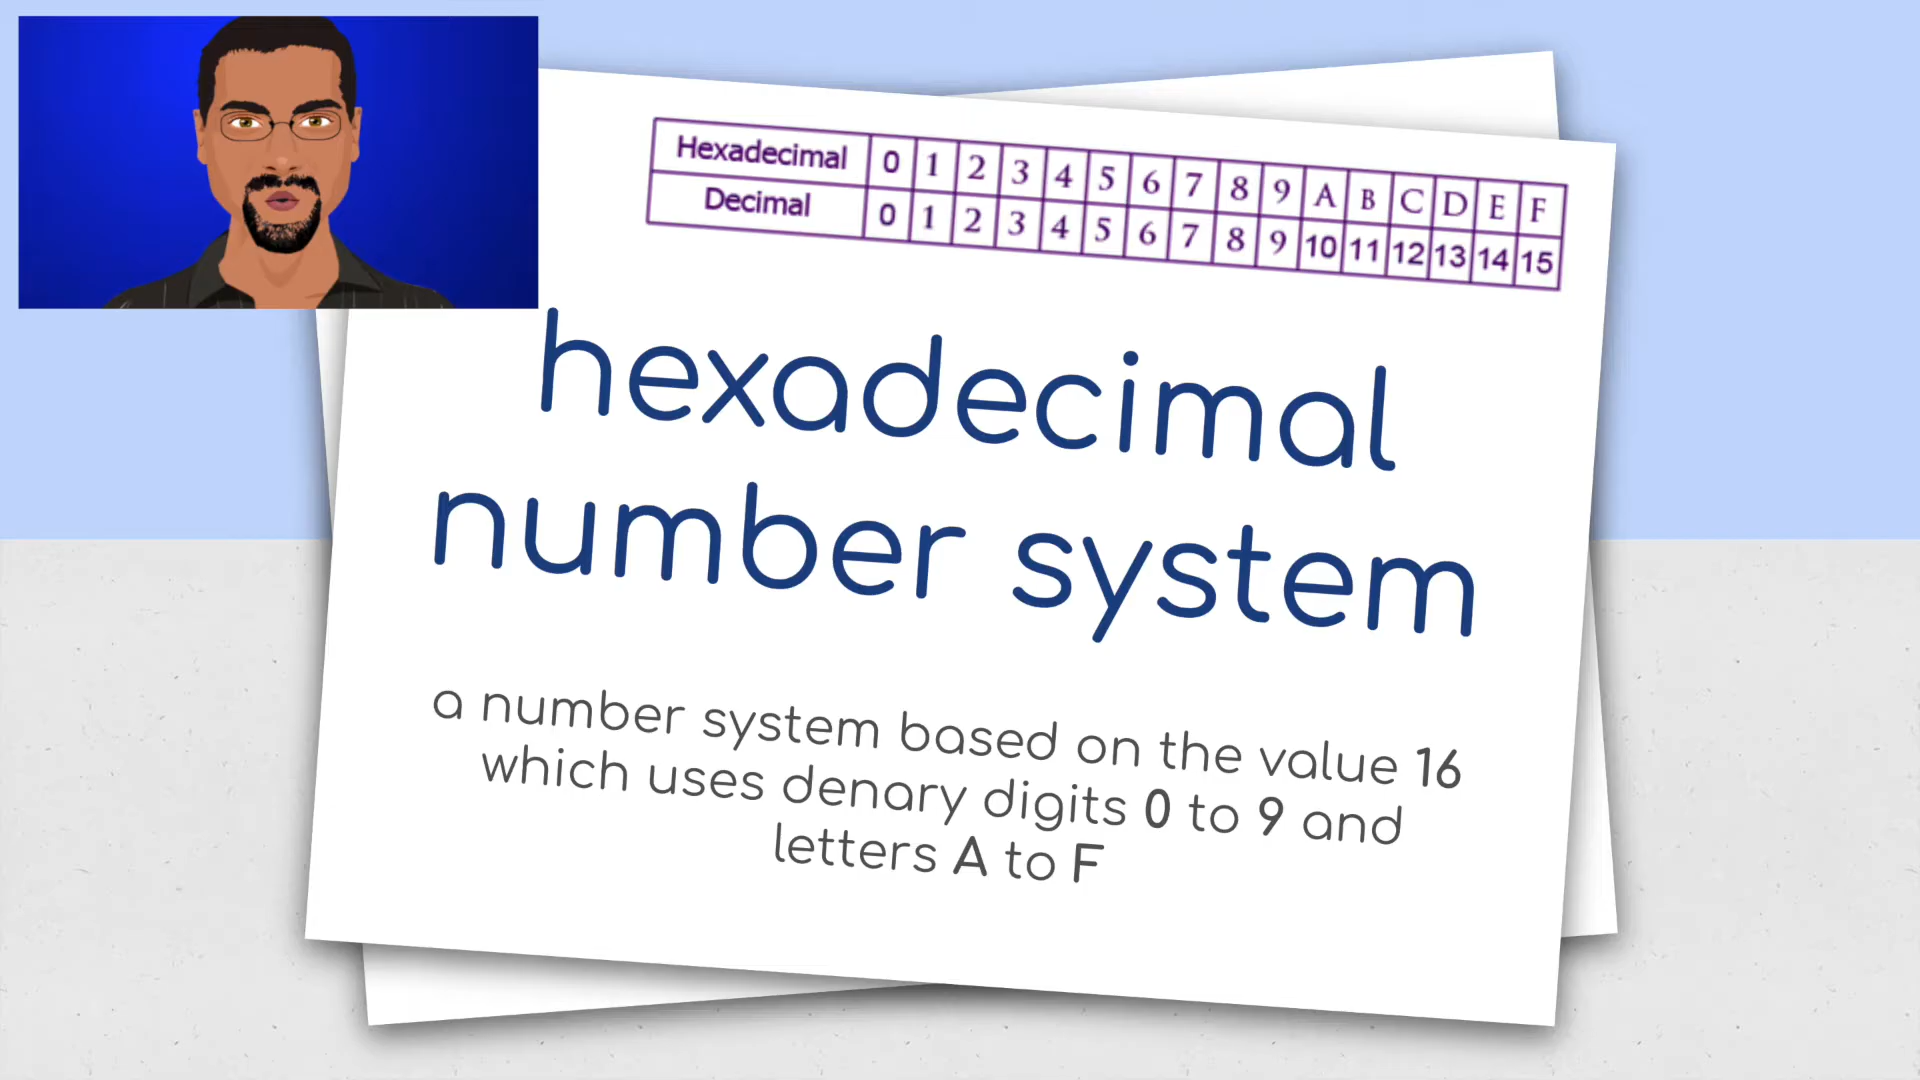 Hexadecimal 0 1 2 3 4 5 6 7 8 9 A B C D E F
Decimal 0 1 2 3 4 5 6 7 8 9 10 11 12 13 14 15
hexadecimal
number system
a number system based on the value 16
which uses denary digits 0 to 9 and
letters A to F